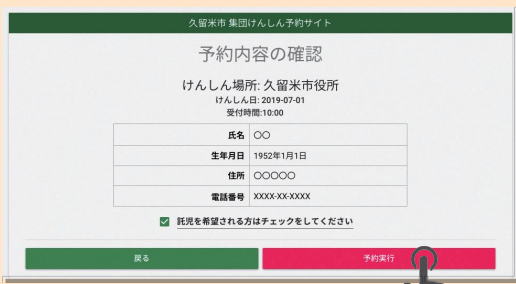 久留米市 集団けんしん予約サイト
予約内容の確認
けんしん場所: 久留米市役所
けんしん日: 2019-07-01
受付時間:10:00
氏名 〇〇
生年月日 1952年1月1日
住所 〇〇〇〇〇
電話番号 XXXX-XX-XXXX
託児を希望される方はチェックをしてください
戻る 予約実行